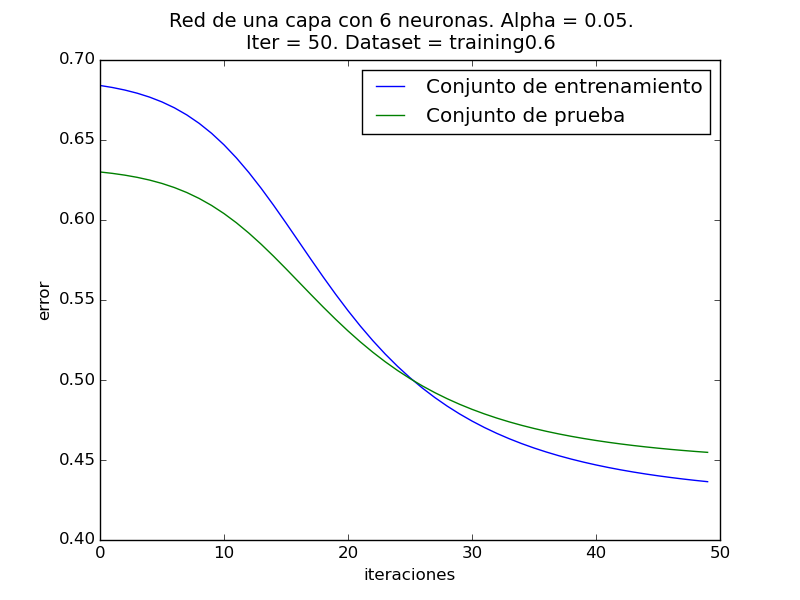 Red de una capa con 6 neuronas. Alpha = 0.05.
Iter = 50. Dataset = training0.6
Conjunto de entrenamiento
Conjunto de prueba
0.70
0.65
0.60
0.55
0.50
0.45
0.40
error
0 10 20 30 40 50
iteraciones